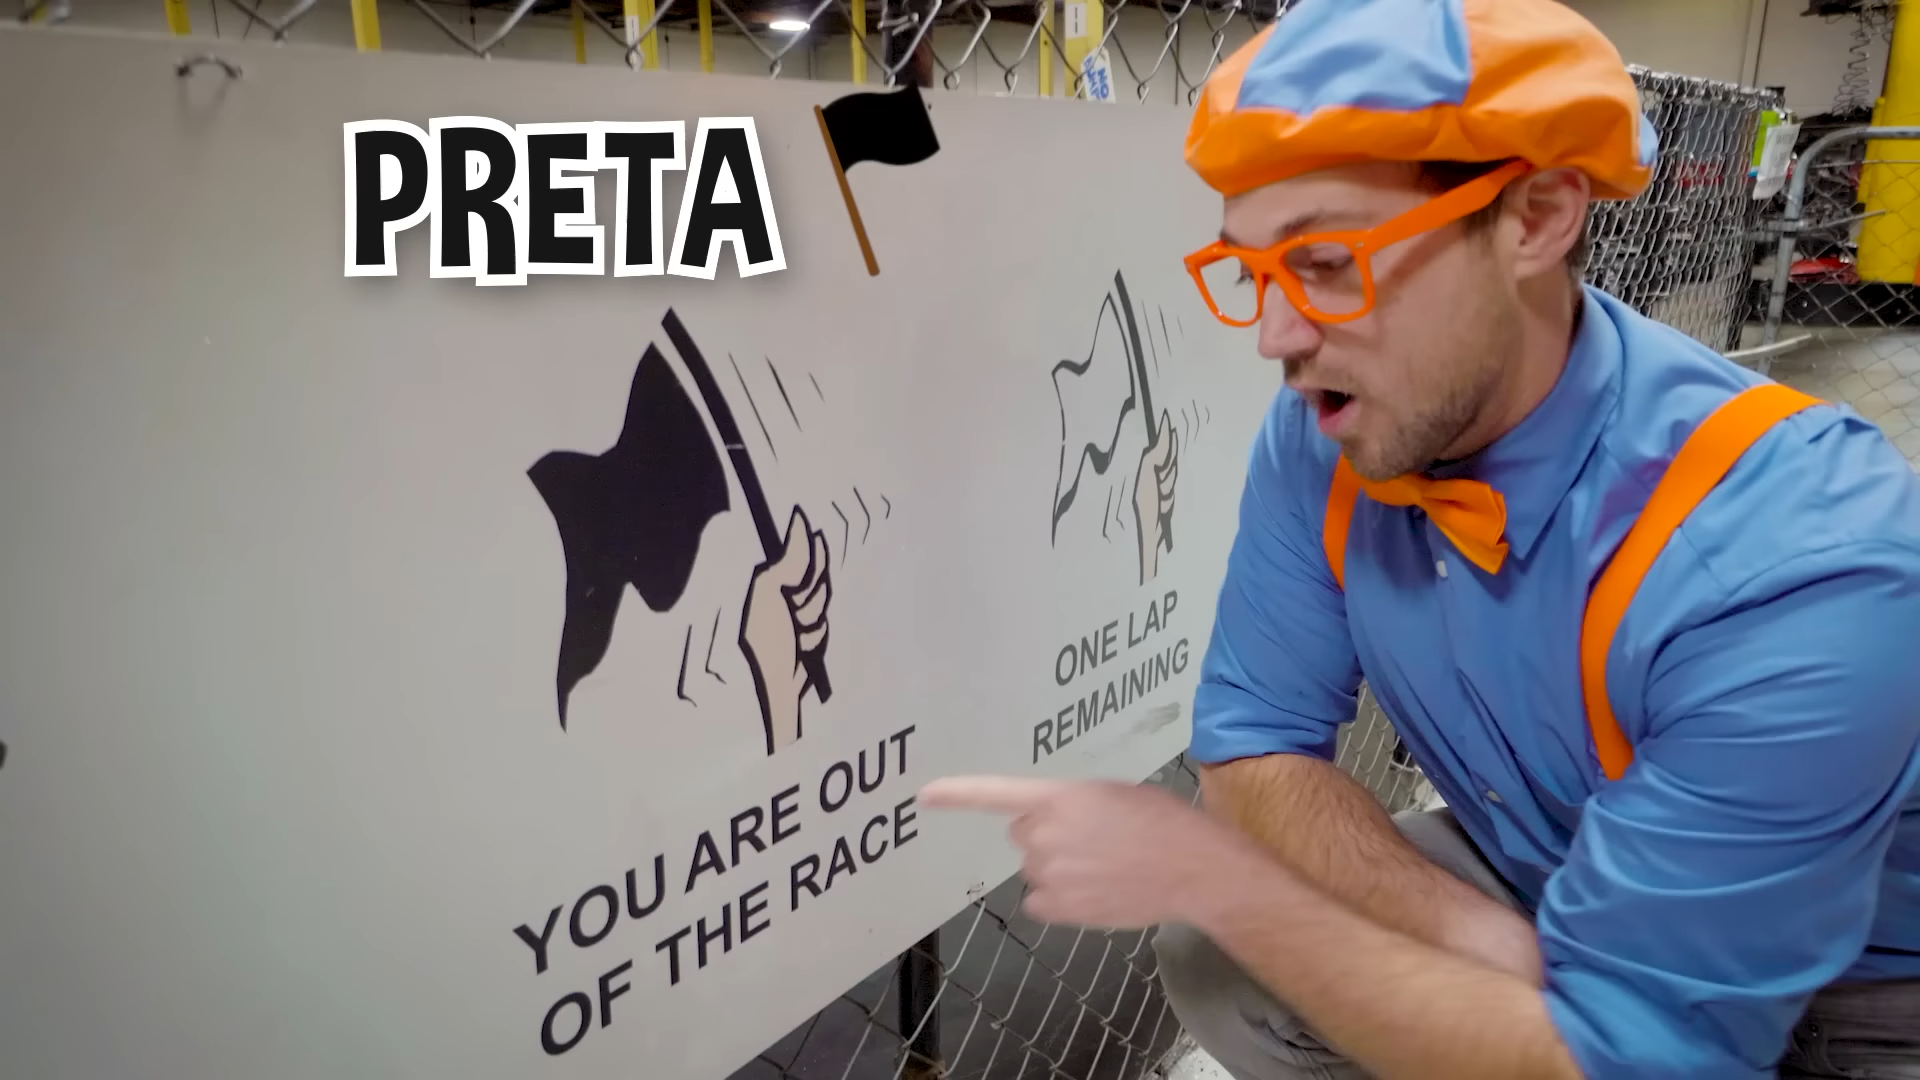 PRETA
YOU ARE OUT
OF THE RACE
ONE LAP
REMAINING